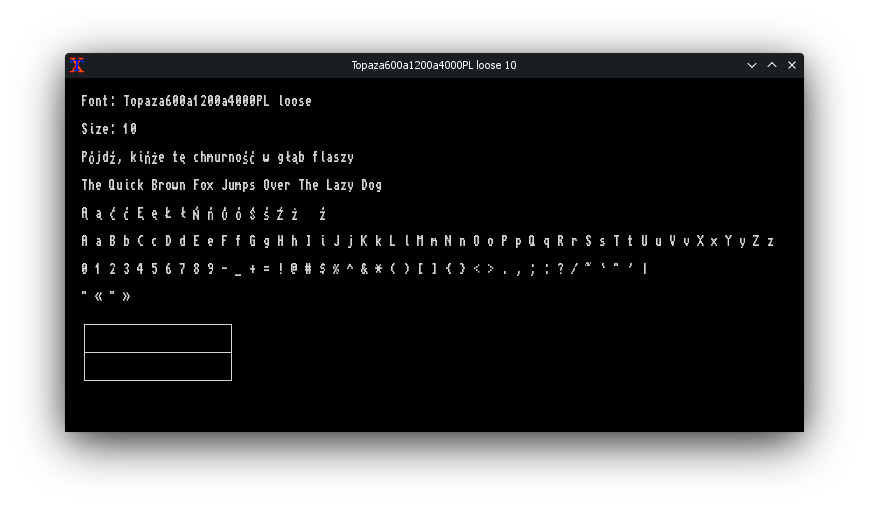 Topaza600a1200a4000PL loose 10
Font: Topaza600a1200a4000PL loose
Size: 10
Pójdź, kińże tę chmurność w głąb flaszy
The Quick Brown Fox Jumps Over The Lazy Dog
Ą ą Ć ć Ę ę Ł ł Ń ń Ó ó Ś ś Ź ż ź
A a B b C c D d E e F f G g H h I i J j K k L l M m N n O o P p Q q R r S s T t U u V v X x Y y Z z
0 1 2 3 4 5 6 7 8 9 - _ + = ! @ # $ % ^ & * ( ) [ ] { } < > . , ; : ? / ~ ` " ' |
" « " »